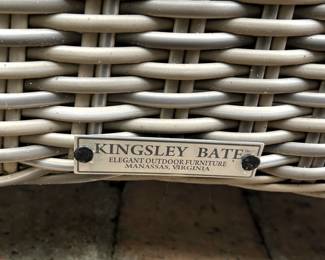 KINGSLEY BATE
ELEGANT OUTDOOR FURNITURE
MANASSAS, VIRGINIA